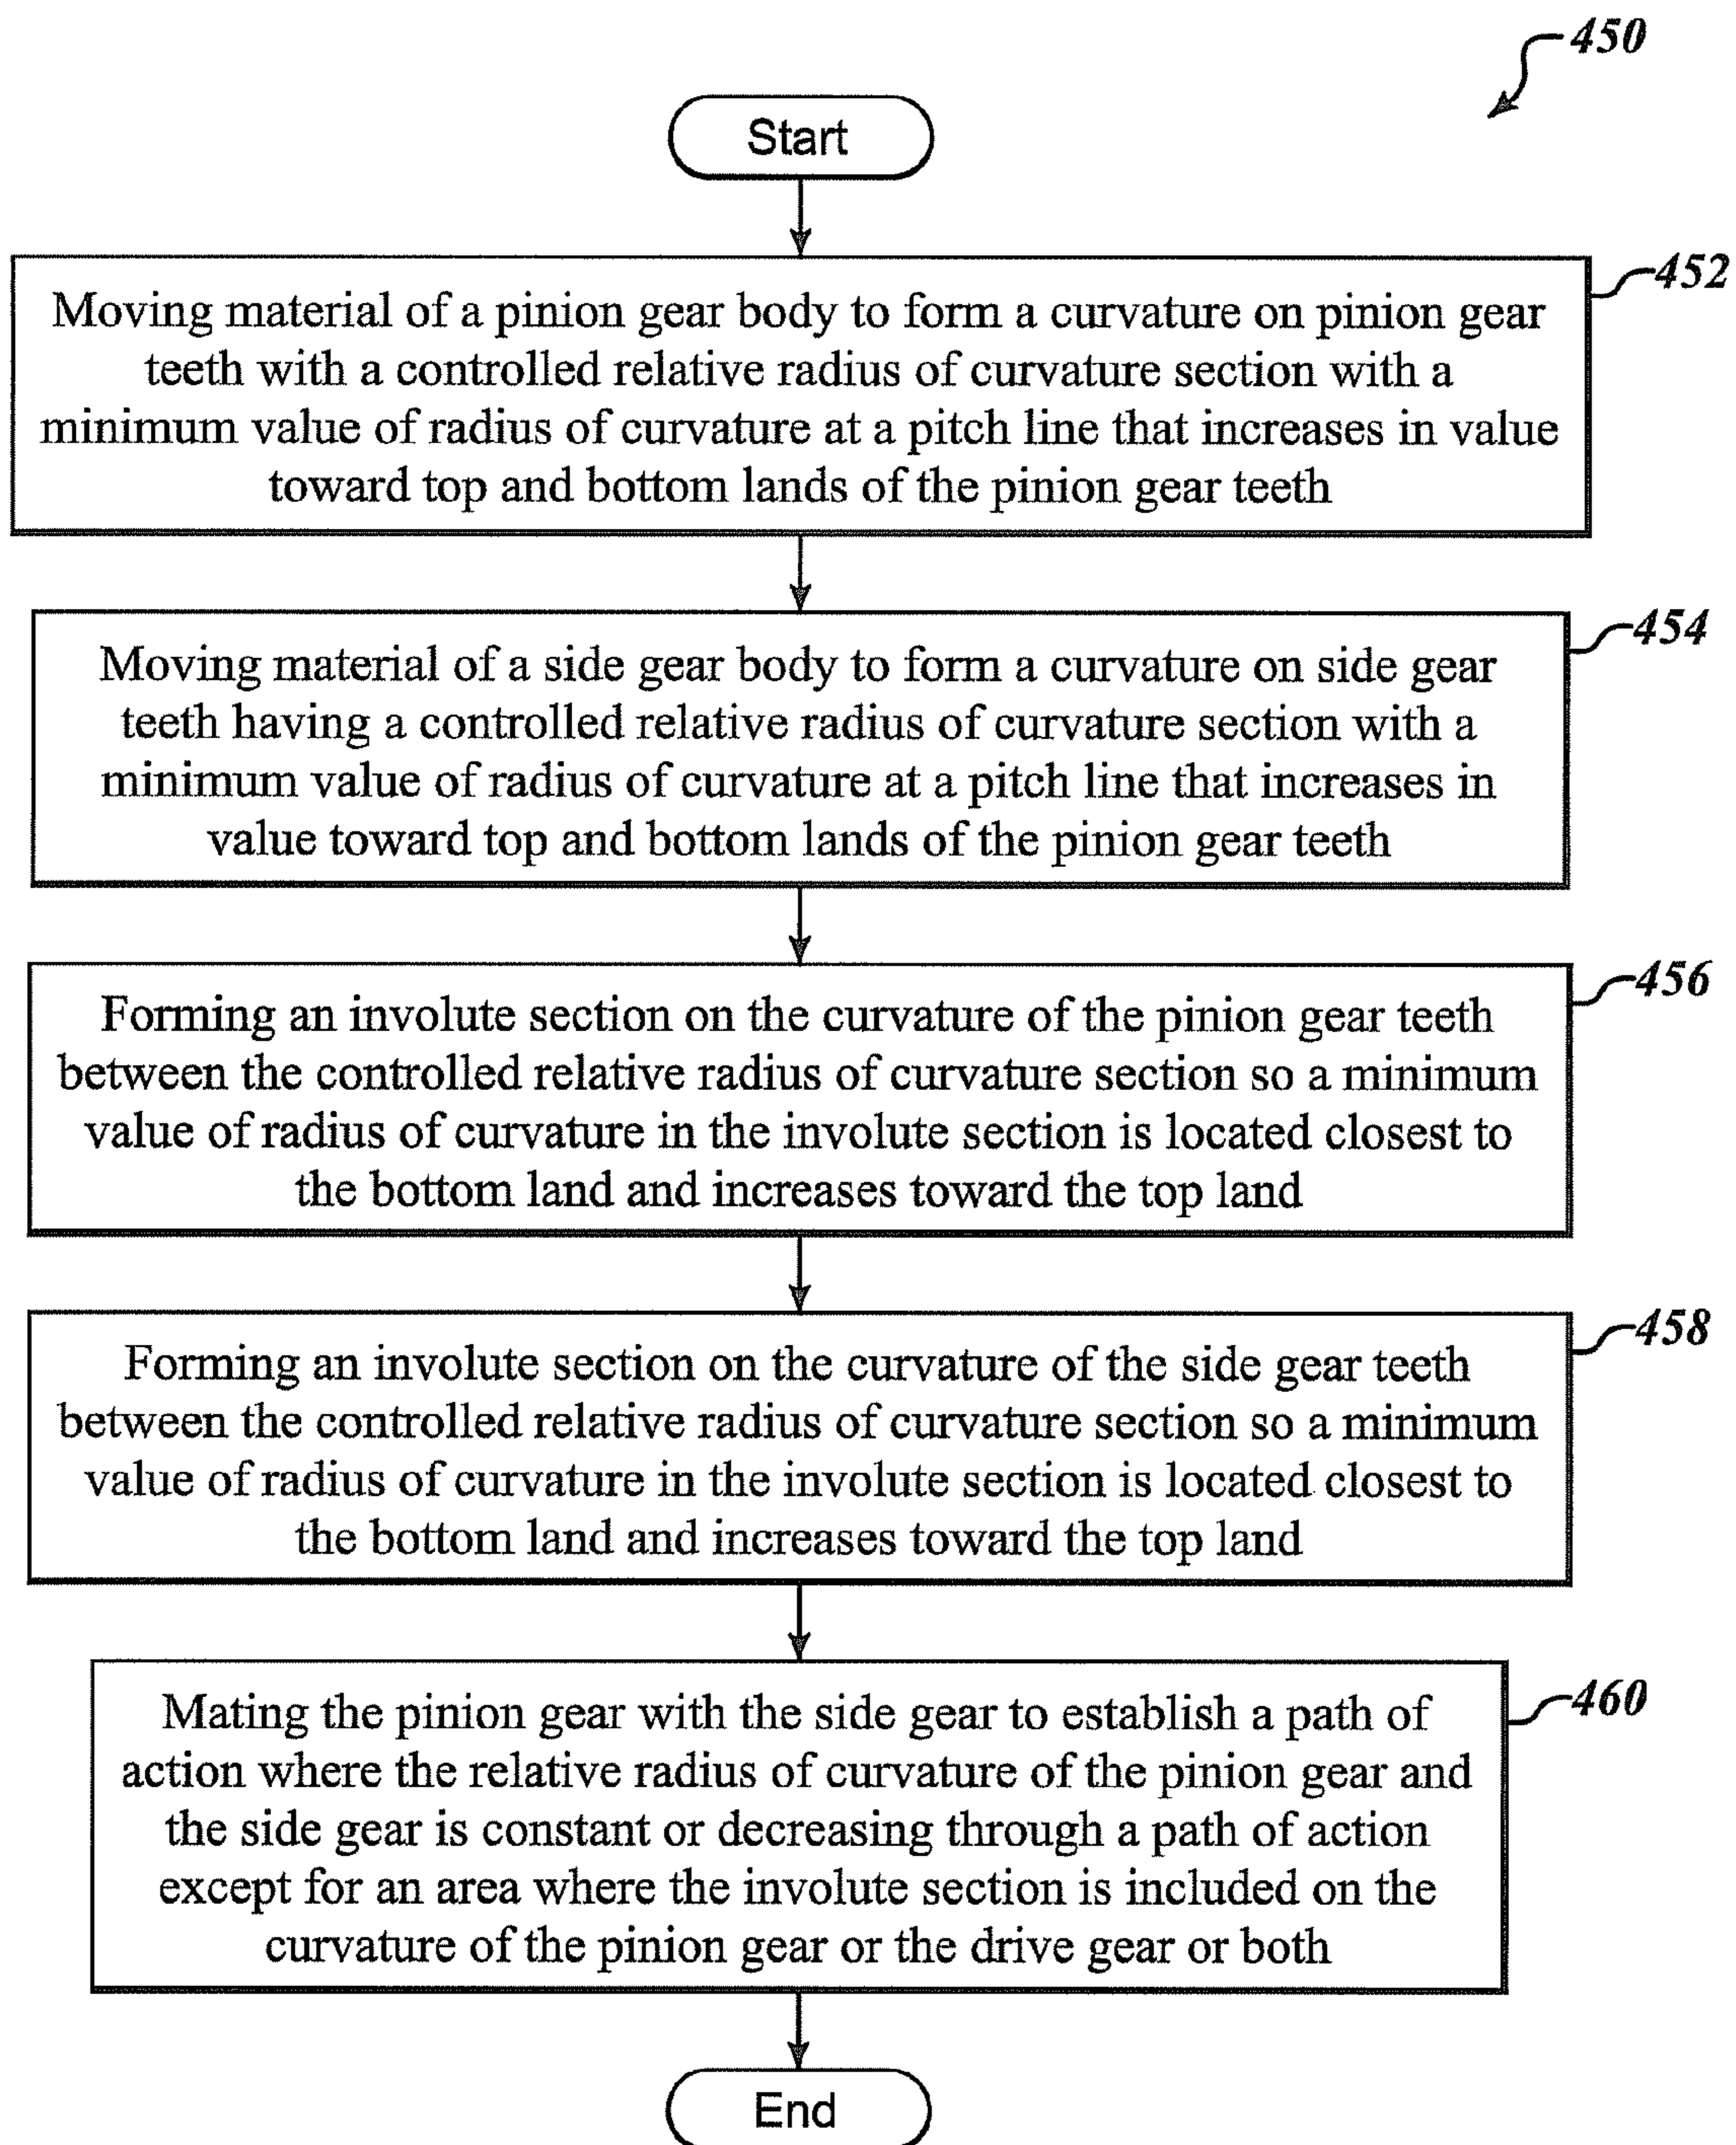 450
Start
452
Moving material of a pinion gear body to form a curvature on pinion gear
teeth with a controlled relative radius of curvature section with a
minimum value of radius of curvature at a pitch line that increases in value
toward top and bottom lands of the pinion gear teeth
454
Moving material of a side gear body to form a curvature on side gear
teeth having a controlled relative radius of curvature section with a
minimum value of radius of curvature at a pitch line that increases in
value toward top and bottom lands of the pinion gear teeth
456
Forming an involute section on the curvature of the pinion gear teeth
between the controlled relative radius of curvature section so a minimum
value of radius of curvature in the involute section is located closest to
the bottom land and increases toward the top land
458
Forming an involute section on the curvature of the side gear teeth
between the controlled relative radius of curvature section so a minimum
value of radius of curvature in the involute section is located closest to
the bottom land and increases toward the top land
460
Mating the pinion gear with the side gear to establish a path of
action where the relative radius of curvature of the pinion gear and
the side gear is constant or decreasing through a path of action
except for an area where the involute section is included on the
curvature of the pinion gear or the drive gear or both
End